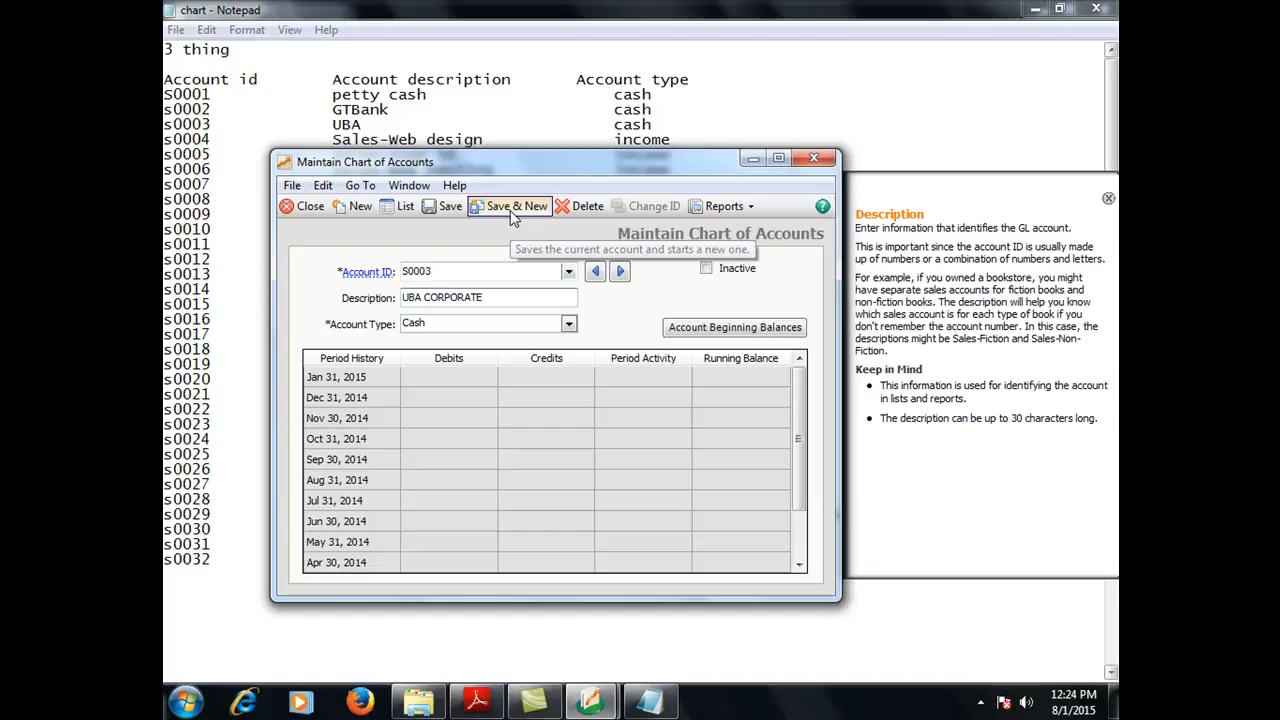 chart - Notepad
File Edit Format View Help
3 thing
Account id Account description Account type
S0001 petty cash cash
s0002 GTBank cash
s0003 UBA cash
s0004 Sales-Web design income
s0005
s0006
s0007
s0008
s0009
s0010
s0011
s0012
s0013
s0014
s0015
s0016
s0017
s0018
s0019
s0020
s0021
s0022
s0023
s0024
s0025
s0026
s0027
s0028
s0029
s0030
s0031
s0032
Maintain Chart of Accounts
File Edit Go To Window Help
Close New List Save Save & New Delete Change ID Reports
Maintain Chart of Accounts
Saves the current account and starts a new one.
*Account ID: S0003 Inactive
Description: UBA CORPORATE
*Account Type: Cash Account Beginning Balances
Period History Debits Credits Period Activity Running Balance
Jan 31, 2015
Dec 31, 2014
Nov 30, 2014
Oct 31, 2014
Sep 30, 2014
Aug 31, 2014
Jul 31, 2014
Jun 30, 2014
May 31, 2014
Apr 30, 2014
Description
Enter information that identifies the GL account.
This is important since the account ID is usually made
up of numbers or a combination of numbers and letters.
For example, if you owned a bookstore, you might
have separate sales accounts for fiction books and
non-fiction books. The description will help you know
which sales account is for each type of book if you
don't remember the account number. In this case, the
descriptions might be Sales-Fiction and Sales-Non-
Fiction.
Keep in Mind
This information is used for identifying the account
in lists and reports.
The description can be up to 30 characters long.
12:24 PM
8/1/2015